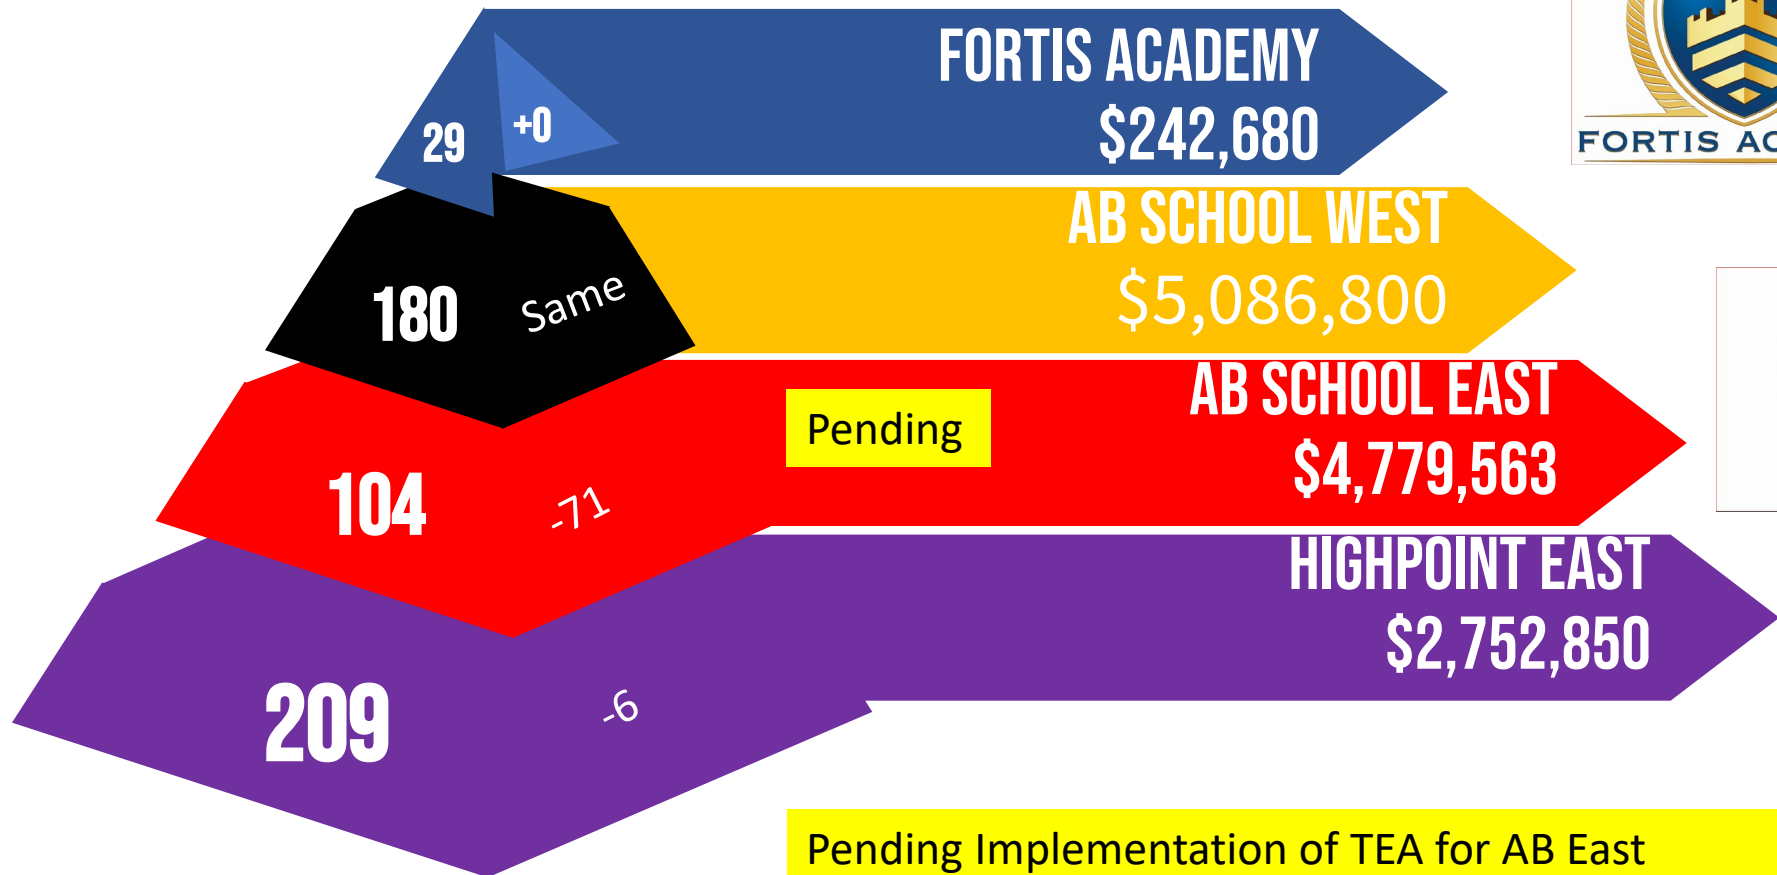 FORTIS ACADEMY
$242,680
29
+0
FORTIS AC
AB SCHOOL WEST
$5,086,800
180
Same
AB SCHOOL EAST
$4,779,563
Pending
104
-71
HIGHPOINT EAST
$2,752,850
209
-6
Pending Implementation of TEA for AB East